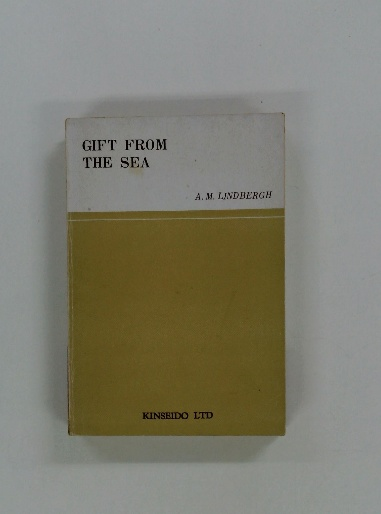 GIFT FROM
THE SEA
A. M. LINDBERGH
KINSEIDO LTD